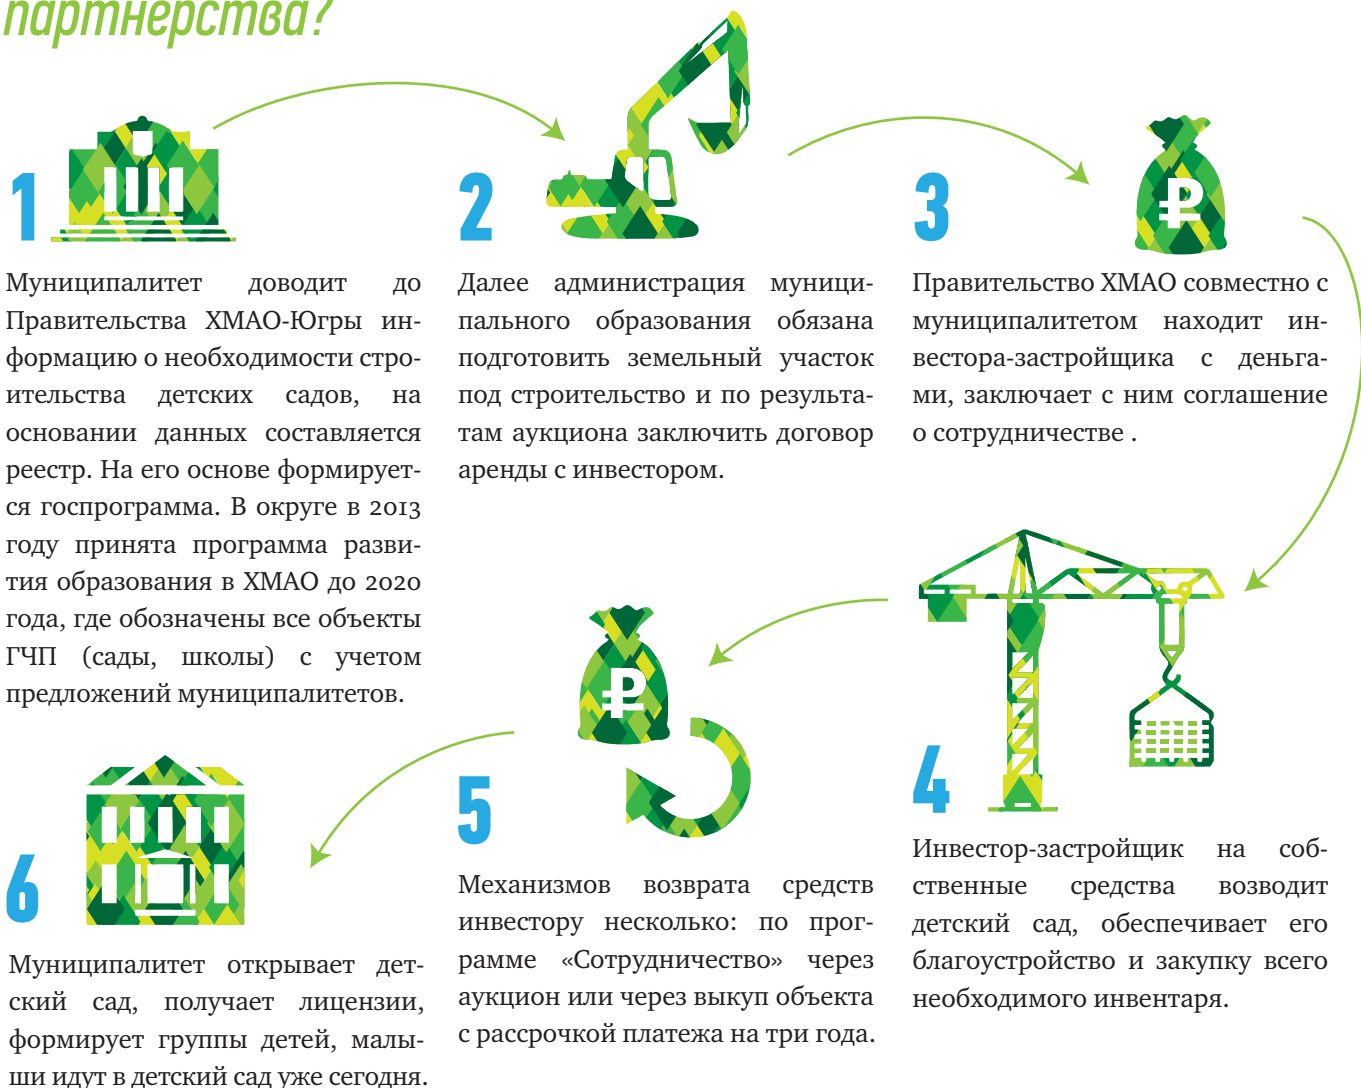 партнерства?
1
Муниципалитет доводит до
Правительства ХМАО-Югры ин-
формацию о необходимости стро-
ительства детских садов, на
основании данных составляется
реестр. На его основе формирует-
ся госпрограмма. В округе в 2013
году принята программа разви-
тия образования в ХМАО до 2020
года, где обозначены все объекты
ГЧП (сады, школы) с учетом
предложений муниципалитетов.
2
Далее администрация муници-
пального образования обязана
подготовить земельный участок
под строительство и по результа-
там аукциона заключить договор
аренды с инвестором.
3
₽
Правительство ХМАО совместно с
муниципалитетом находит ин-
вестора-застройщика с деньга-
ми, заключает с ним соглашение
о сотрудничестве .
4
Инвестор-застройщик на соб-
ственные средства возводит
детский сад, обеспечивает его
благоустройство и закупку всего
необходимого инвентаря.
₽
5
Механизмов возврата средств
инвестору несколько: по прог-
рамме «Сотрудничество» через
аукцион или через выкуп объекта
с рассрочкой платежа на три года.
6
Муниципалитет открывает дет-
ский сад, получает лицензии,
формирует группы детей, малы-
ши идут в детский сад уже сегодня.